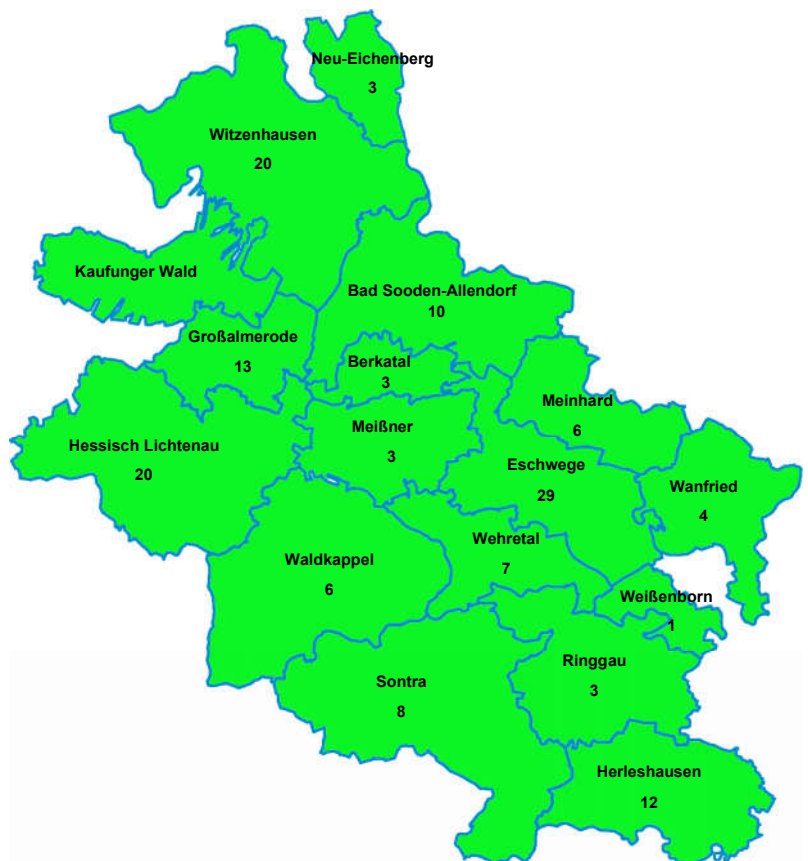 Neu-Eichenberg
3
Witzenhausen
20
Kaufunger Wald
Bad Sooden-Allendorf
10
Großalmerode
13
Berkatal
3
Meinhard
6
Meißner
3
Hessisch Lichtenau
20
Eschwege
29
Wanfried
4
Wehretal
7
Waldkappel
6
Weißenborn
1
Ringgau
3
Sontra
8
Herleshausen
12